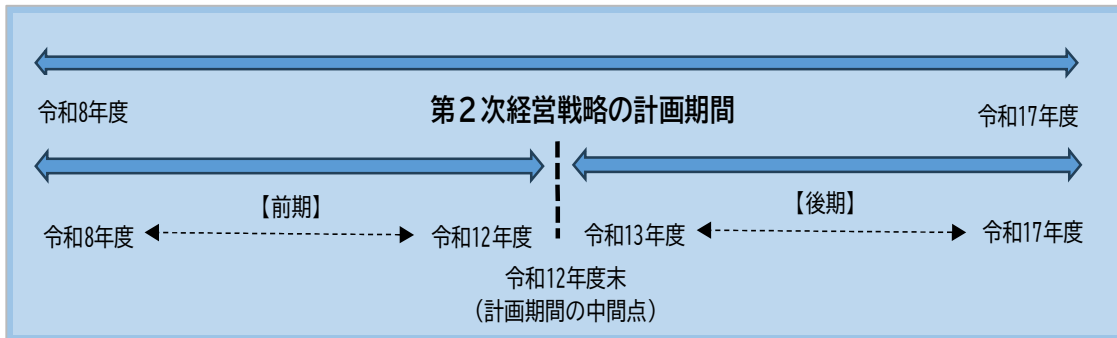 令和8年度
第２次経営戦略の計画期間
令和17年度
【前期】
【後期】
令和8年度
令和12年度
令和13年度
令和17年度
令和12年度末
（計画期間の中間点）